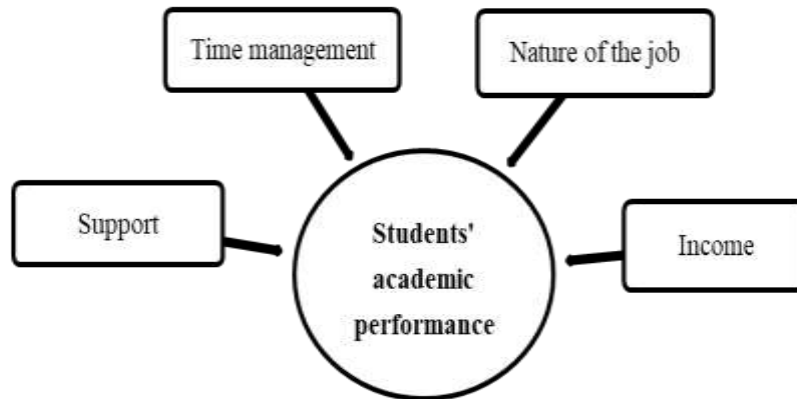 Time management
Nature of the job
Support
Students'
academic
performance
Income